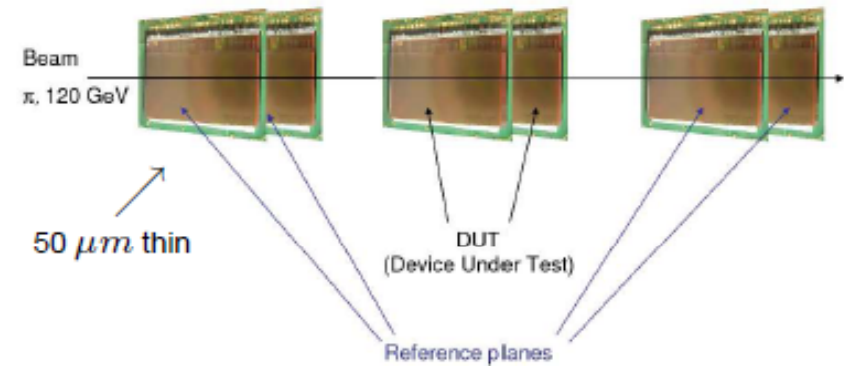 Beam
π, 120 GeV
50 μm thin
DUT
(Device Under Test)
Reference planes